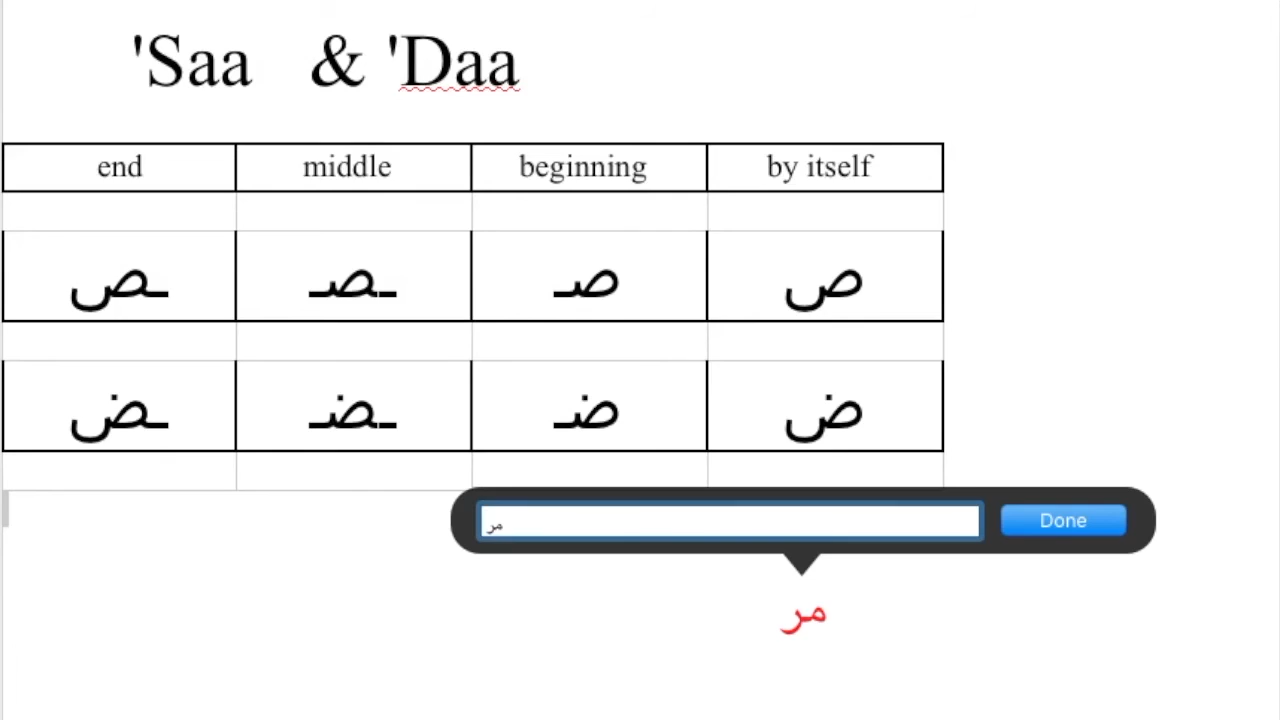 'Saa & 'Daa
end middle beginning by itself
ـص ـصـ صـ ص
ـض ـضـ ضـ ض
مر Done
مر